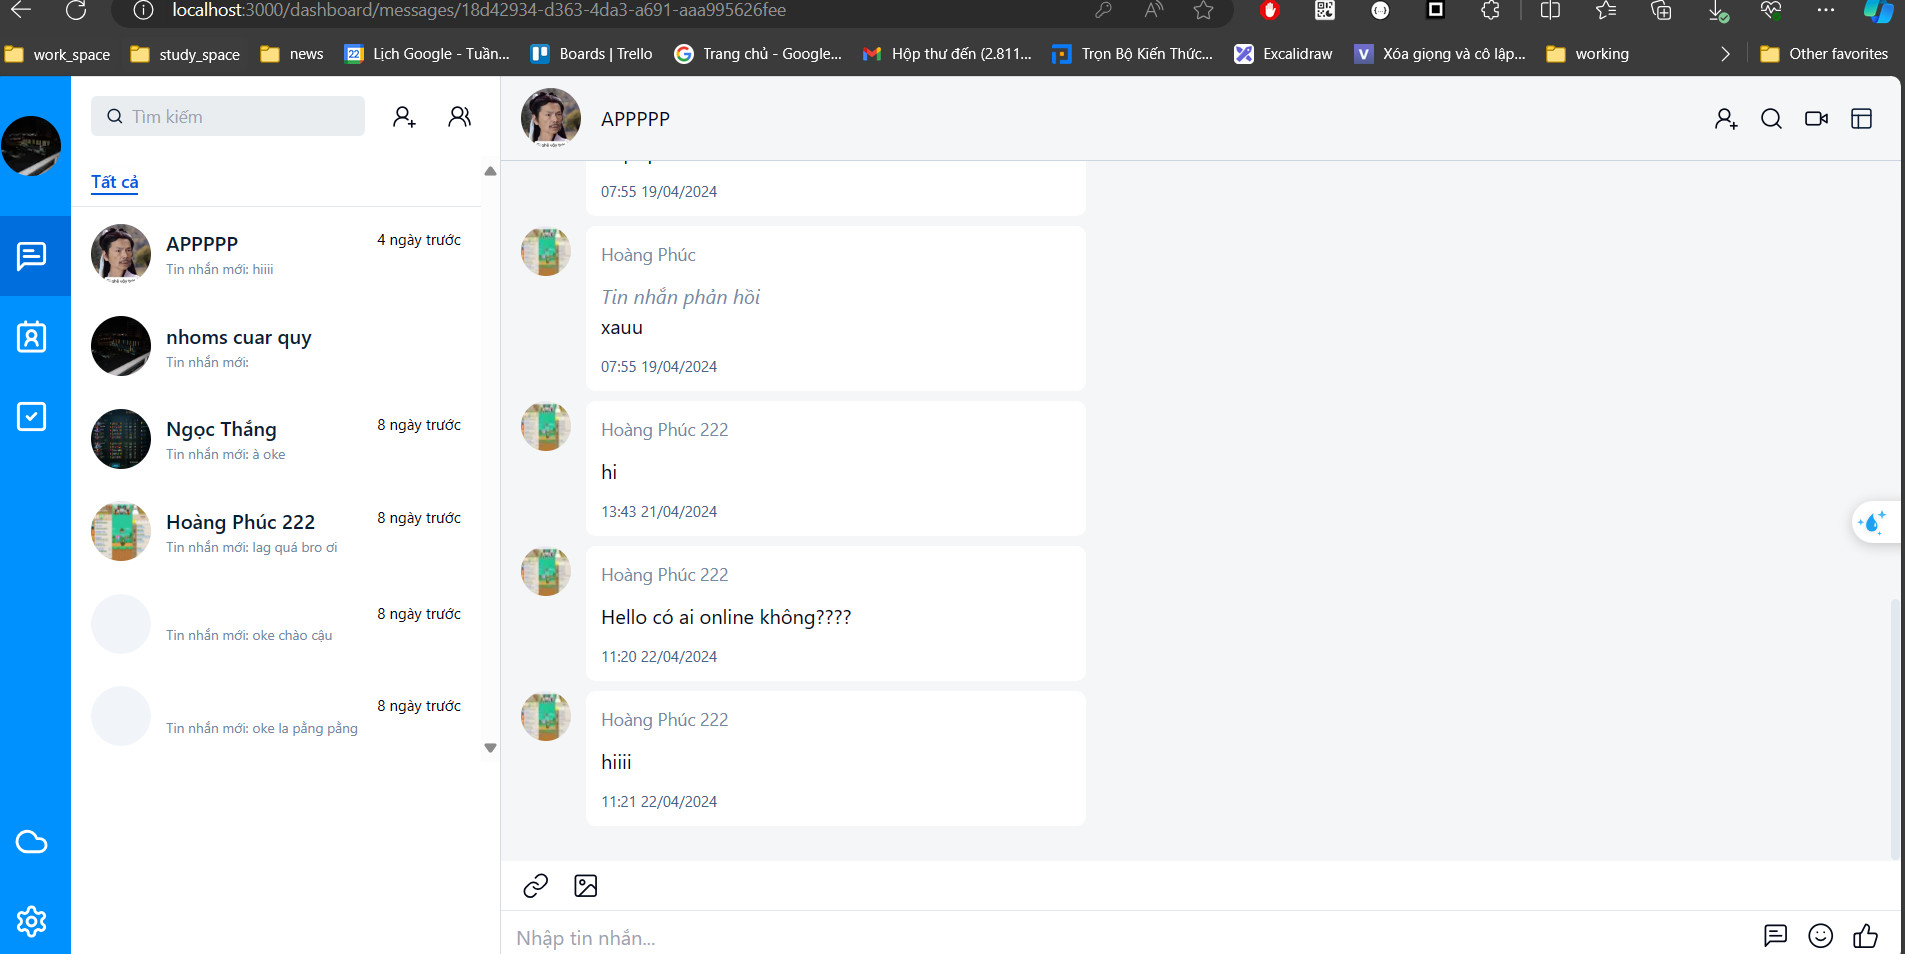 localhost:3000/dashboard/messages/18d42934-d363-4da3-a691-aaa995626fee
work_space study_space news Lịch Google - Tuần... Boards | Trello Trang chủ - Google... Hộp thư đến (2.811... Trọn Bộ Kiến Thức... Excalidraw Xóa giọng và cô lập... working Other favorites
Tìm kiếm
Tất cả
APPPPP
4 ngày trước
Tin nhắn mới: hiiii
nhoms cuar quy
Tin nhắn mới:
Ngọc Thắng
8 ngày trước
Tin nhắn mới: à oke
Hoàng Phúc 222
8 ngày trước
Tin nhắn mới: lag quá bro ơi
8 ngày trước
Tin nhắn mới: oke chào cậu
8 ngày trước
Tin nhắn mới: oke la pằng pằng
APPPPP
07:55 19/04/2024
Hoàng Phúc
Tin nhắn phản hồi
xauu
07:55 19/04/2024
Hoàng Phúc 222
hi
13:43 21/04/2024
Hoàng Phúc 222
Hello có ai online không????
11:20 22/04/2024
Hoàng Phúc 222
hiiii
11:21 22/04/2024
Nhập tin nhắn...